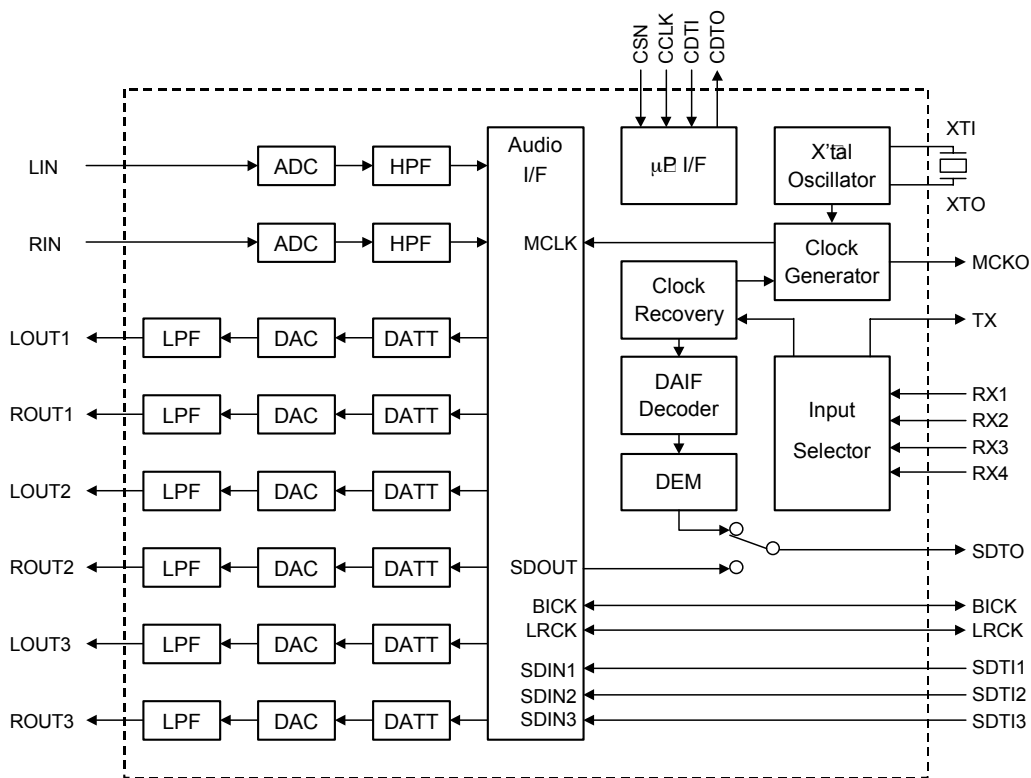 CSN
CCLK
CDTI
CDTO
LIN
ADC
HPF
Audio
I/F
X'tal
Oscillator
XTI
XTO
RIN
ADC
HPF
MCLK
Clock
Generator
MCKO
Clock
Recovery
TX
LOUT1
LPF
DAC
DATT
DAIF
Decoder
Input
Selector
RX1
RX2
RX3
RX4
ROUT1
LPF
DAC
DATT
LOUT2
LPF
DAC
DATT
DEM
ROUT2
LPF
DAC
DATT
SDOUT
SDTO
BICK
BICK
LRCK
LRCK
LOUT3
LPF
DAC
DATT
SDIN1
SDTI1
SDIN2
SDTI2
SDIN3
SDTI3
ROUT3
LPF
DAC
DATT